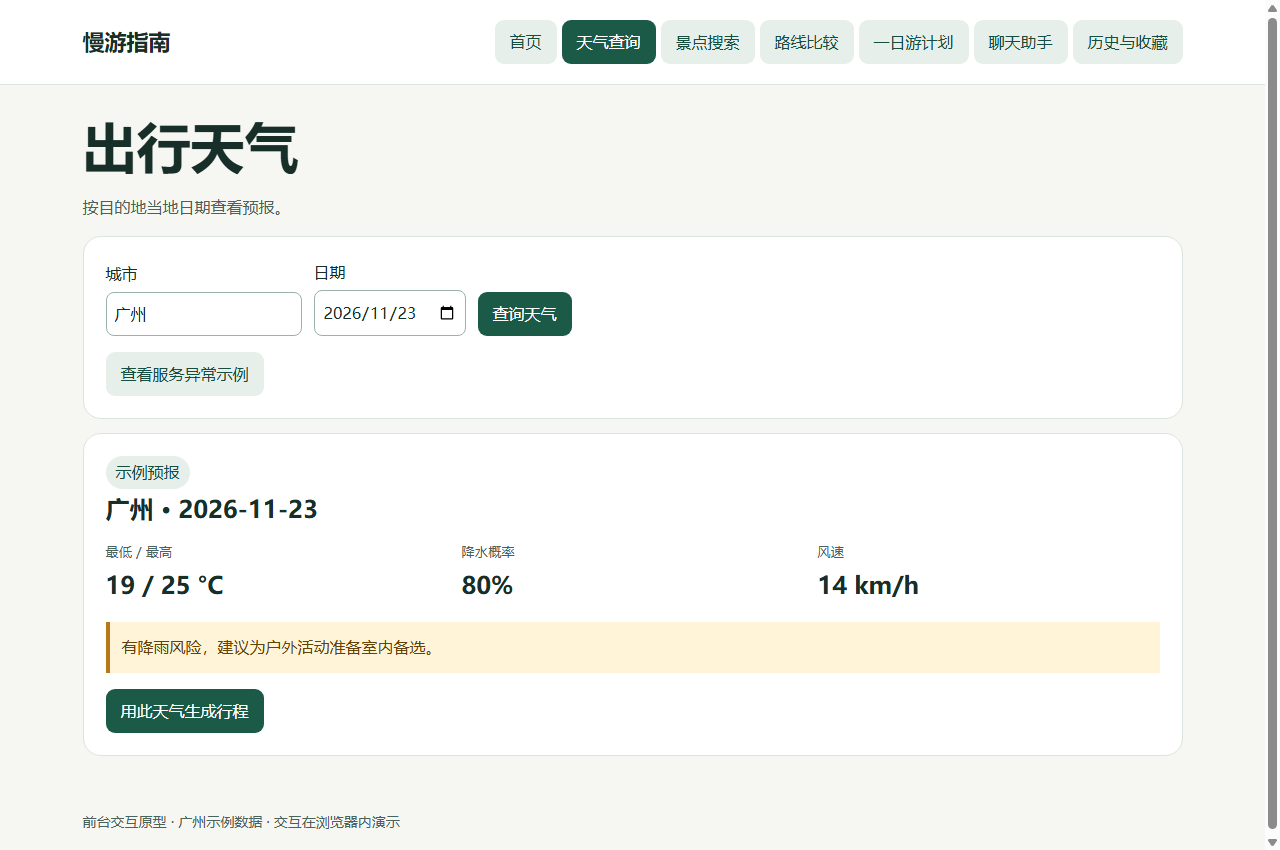 慢游指南
首页 天气查询 景点搜索 路线比较 一日游计划 聊天助手 历史与收藏
出行天气
按目的地当地日期查看预报。
城市 日期
广州 2026/11/23 查询天气
查看服务异常示例
示例预报
广州 · 2026-11-23
最低 / 最高 降水概率 风速
19 / 25 ℃ 80% 14 km/h
有降雨风险，建议为户外活动准备室内备选。
用此天气生成行程
前台交互原型 · 广州示例数据 · 交互在浏览器内演示